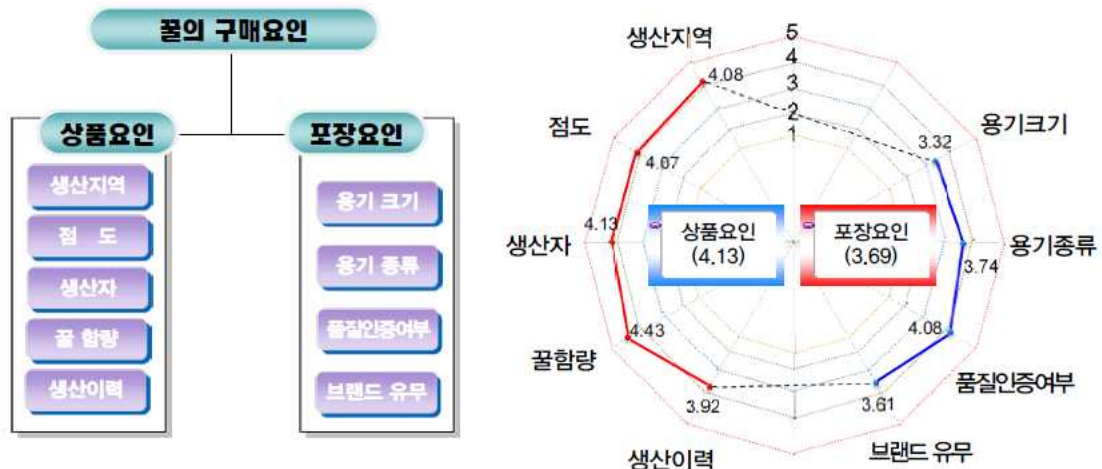 꿀의 구매요인
상품요인
생산지역
점 도
생산자
꿀 함량
생산이력
포장요인
용기 크기
용기 종류
품질인증여부
브랜드 유무
5
4
3
2
1
생산지역
4.08
점도
4.07
생산자
4.13
꿀함량
4.43
생산이력
3.92
용기크기
3.32
용기종류
3.74
품질인증여부
4.08
브랜드 유무
3.61
상품요인
(4.13)
포장요인
(3.69)